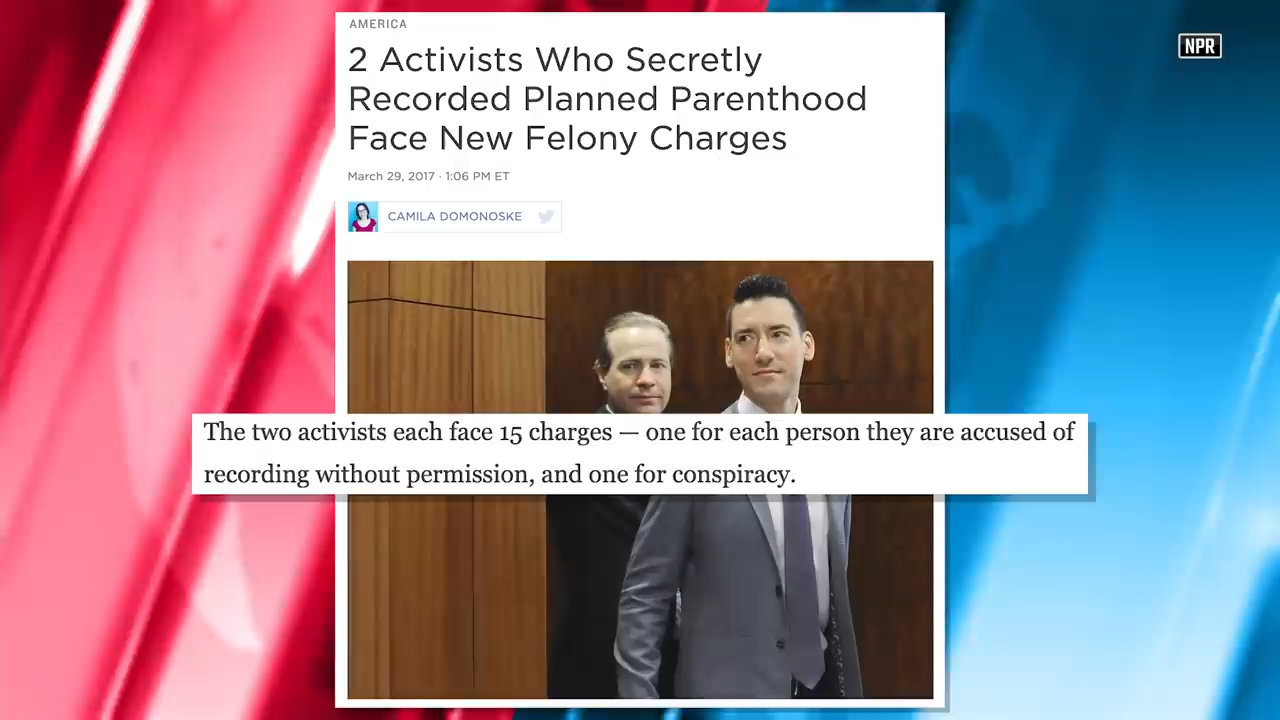 NPR
AMERICA
2 Activists Who Secretly
Recorded Planned Parenthood
Face New Felony Charges
March 29, 2017 · 1:06 PM ET
CAMILA DOMONOSKE
The two activists each face 15 charges — one for each person they are accused of
recording without permission, and one for conspiracy.